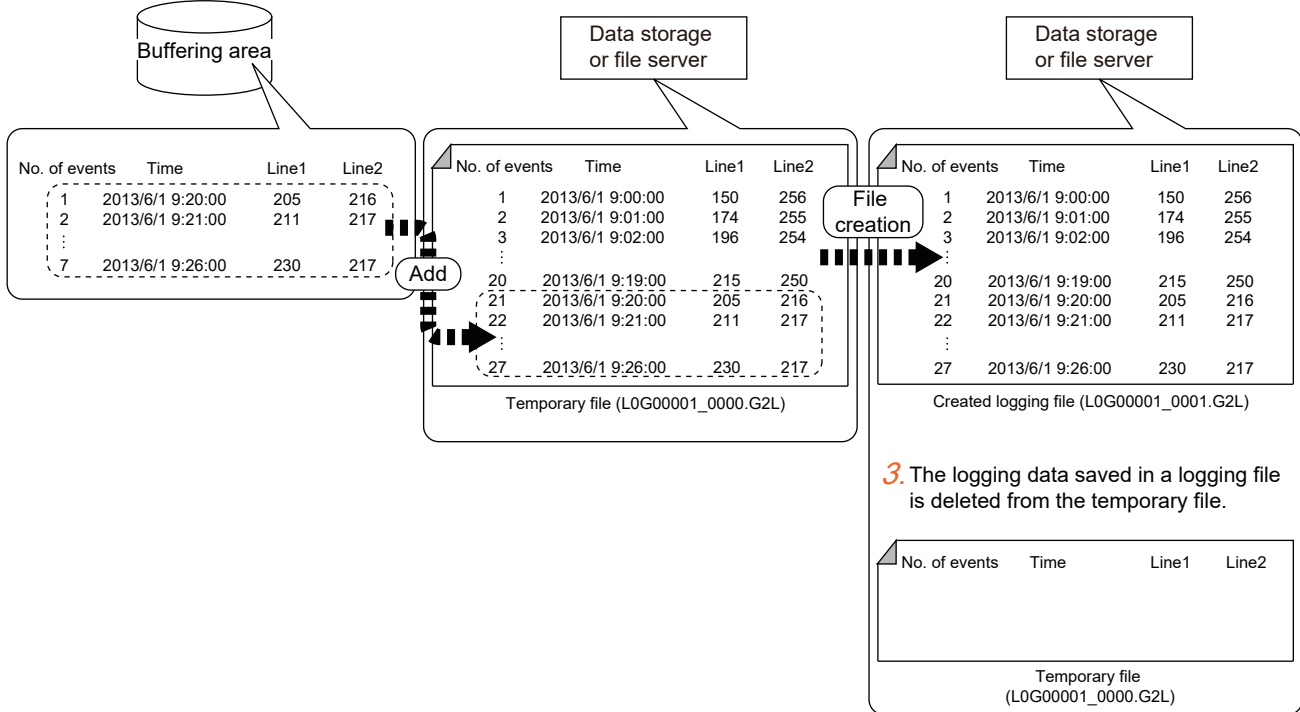 Buffering area
No. of events Time Line1 Line2
1 2013/6/1 9:20:00 205 216
2 2013/6/1 9:21:00 211 217
⋮
7 2013/6/1 9:26:00 230 217
Add
Data storage
or file server
No. of events Time Line1 Line2
1 2013/6/1 9:00:00 150 256
2 2013/6/1 9:01:00 174 255
3 2013/6/1 9:02:00 196 254
⋮
20 2013/6/1 9:19:00 215 250
21 2013/6/1 9:20:00 205 216
22 2013/6/1 9:21:00 211 217
⋮
27 2013/6/1 9:26:00 230 217
Temporary file (L0G00001_0000.G2L)
File
creation
Data storage
or file server
No. of events Time Line1 Line2
1 2013/6/1 9:00:00 150 256
2 2013/6/1 9:01:00 174 255
3 2013/6/1 9:02:00 196 254
⋮
20 2013/6/1 9:19:00 215 250
21 2013/6/1 9:20:00 205 216
22 2013/6/1 9:21:00 211 217
⋮
27 2013/6/1 9:26:00 230 217
Created logging file (L0G00001_0001.G2L)
3. The logging data saved in a logging file
is deleted from the temporary file.
No. of events Time Line1 Line2
Temporary file
(L0G00001_0000.G2L)